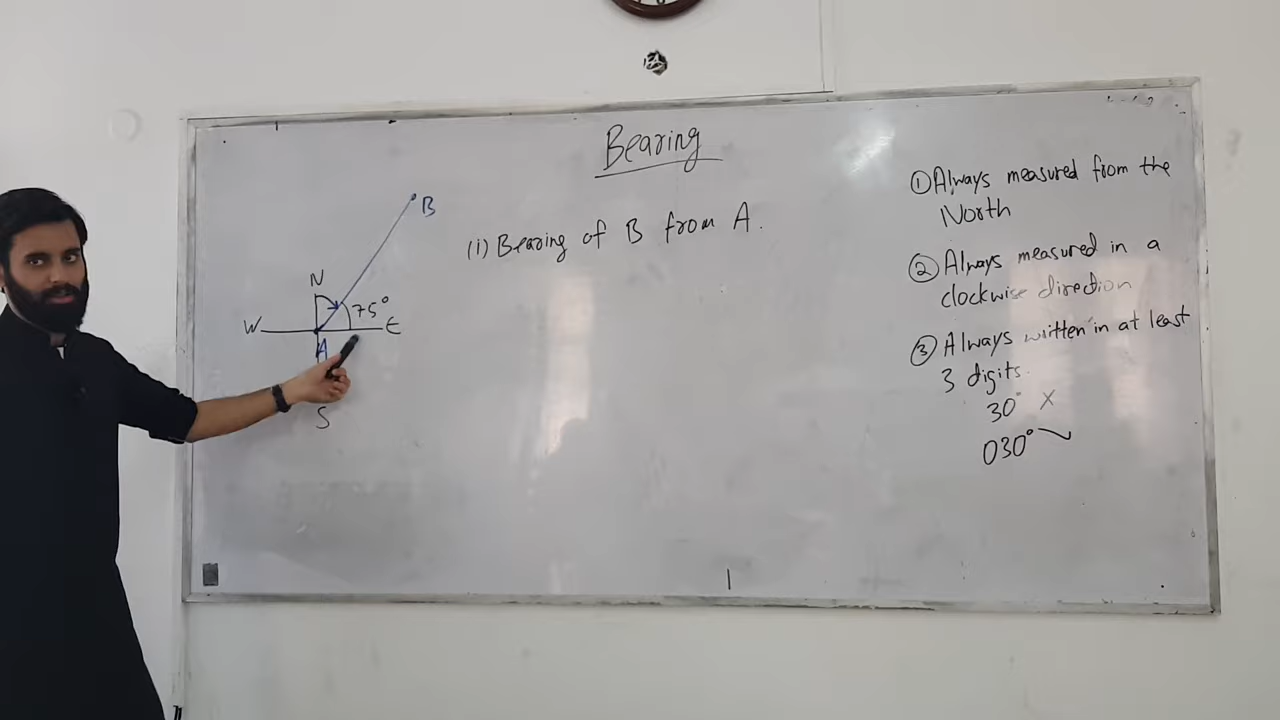 Bearing
B
N
75°
W
E
A
S
(i) Bearing of B from A.
① Always measured from the
North
② Always measured in a
clockwise direction
③ Always written in at least
3 digits.
30° X
030°